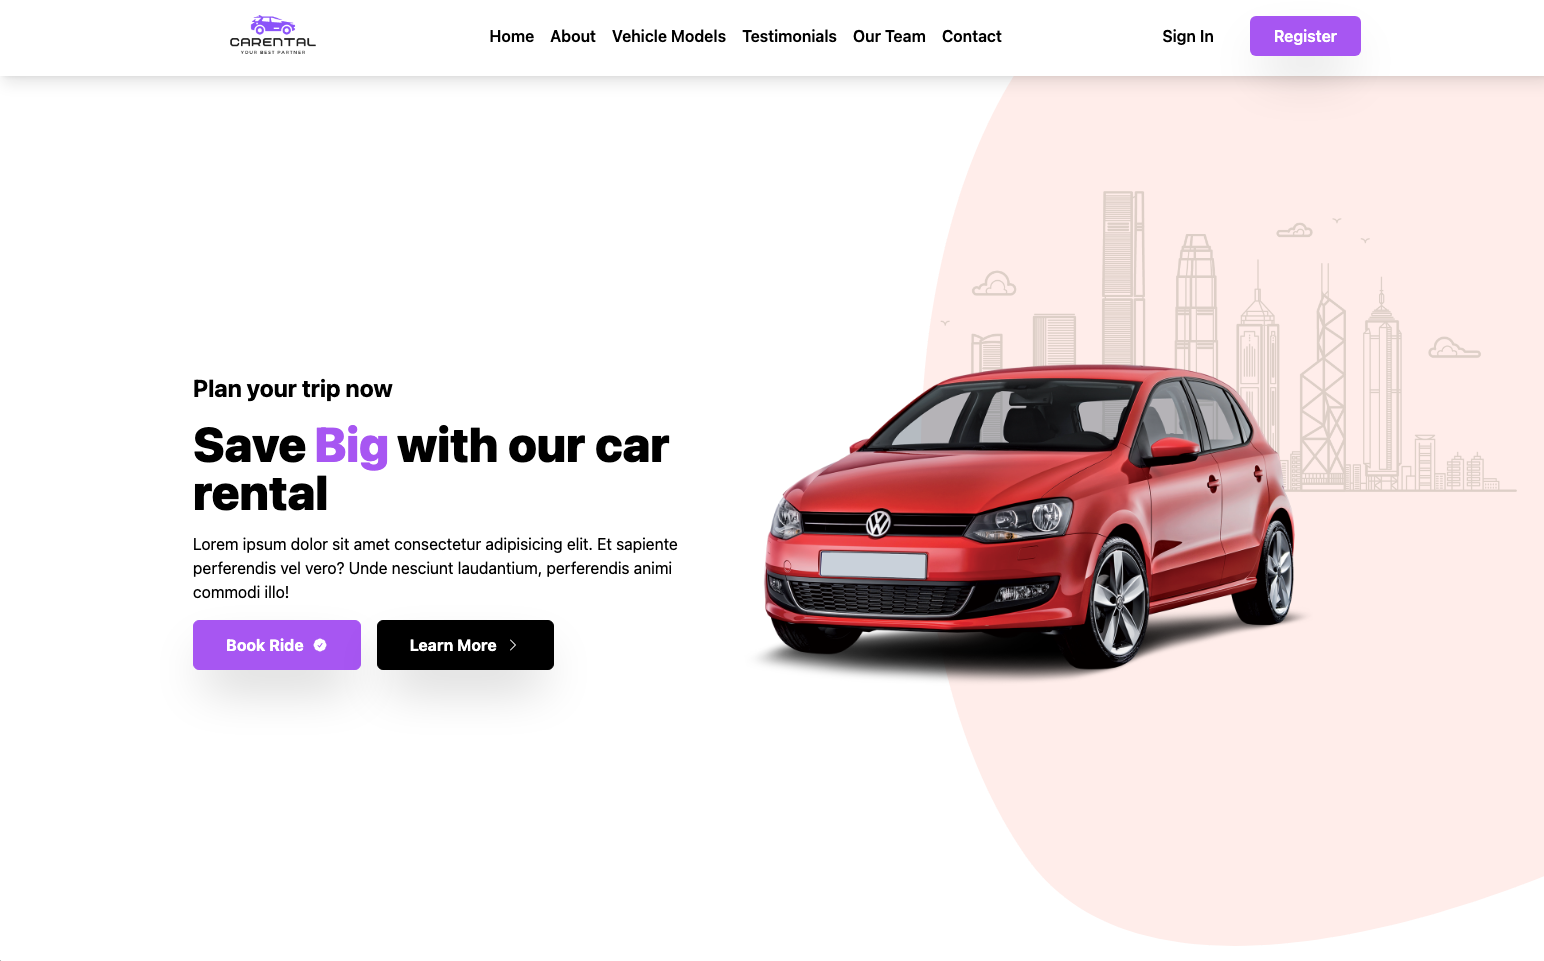 CARENTAL
YOUR BEST PARTNER
Home About Vehicle Models Testimonials Our Team Contact
Sign In
Register
Plan your trip now
Save Big with our car
rental
Lorem ipsum dolor sit amet consectetur adipisicing elit. Et sapiente
perferendis vel vero? Unde nesciunt laudantium, perferendis animi
commodi illo!
Book Ride
Learn More